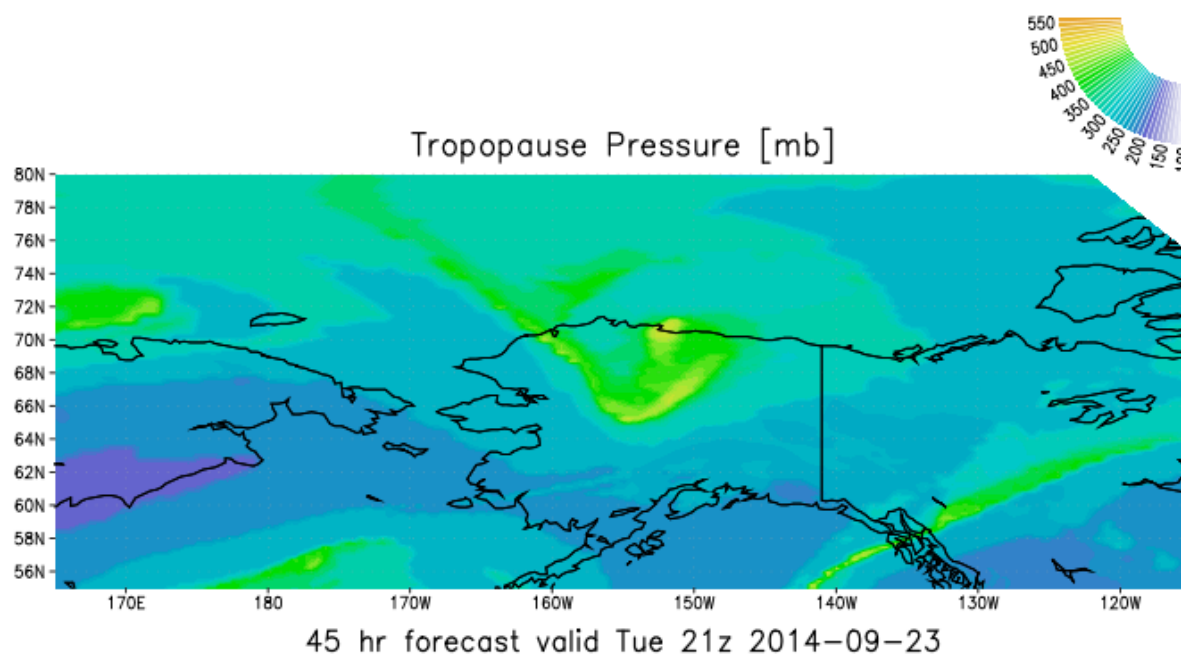 550
500
450
400
350
300
250
200
150
Tropopause Pressure [mb]
80N
78N
76N
74N
72N
70N
68N
66N
64N
62N
60N
58N
56N
170E 180 170W 160W 150W 140W 130W 120W
45 hr forecast valid Tue 21z 2014-09-23